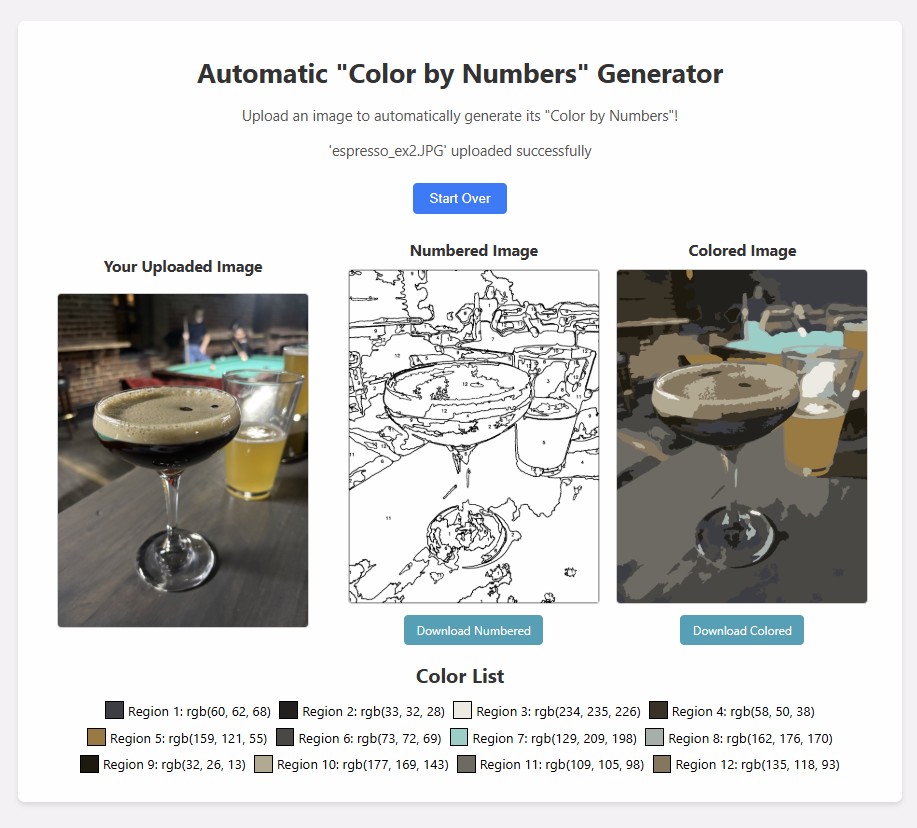 Automatic "Color by Numbers" Generator
Upload an image to automatically generate its "Color by Numbers"!
'espresso_ex2.JPG' uploaded successfully
Start Over
Your Uploaded Image
Numbered Image
Colored Image
Download Numbered
Download Colored
Color List
Region 1: rgb(60, 62, 68) Region 2: rgb(33, 32, 28) Region 3: rgb(234, 235, 226) Region 4: rgb(58, 50, 38)
Region 5: rgb(159, 121, 55) Region 6: rgb(73, 72, 69) Region 7: rgb(129, 209, 198) Region 8: rgb(162, 176, 170)
Region 9: rgb(32, 26, 13) Region 10: rgb(177, 169, 143) Region 11: rgb(109, 105, 98) Region 12: rgb(135, 118, 93)